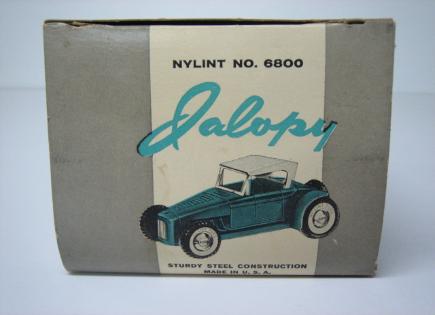 NYLINT NO. 6800
Jalopy
STURDY STEEL CONSTRUCTION
MADE IN U. S. A.